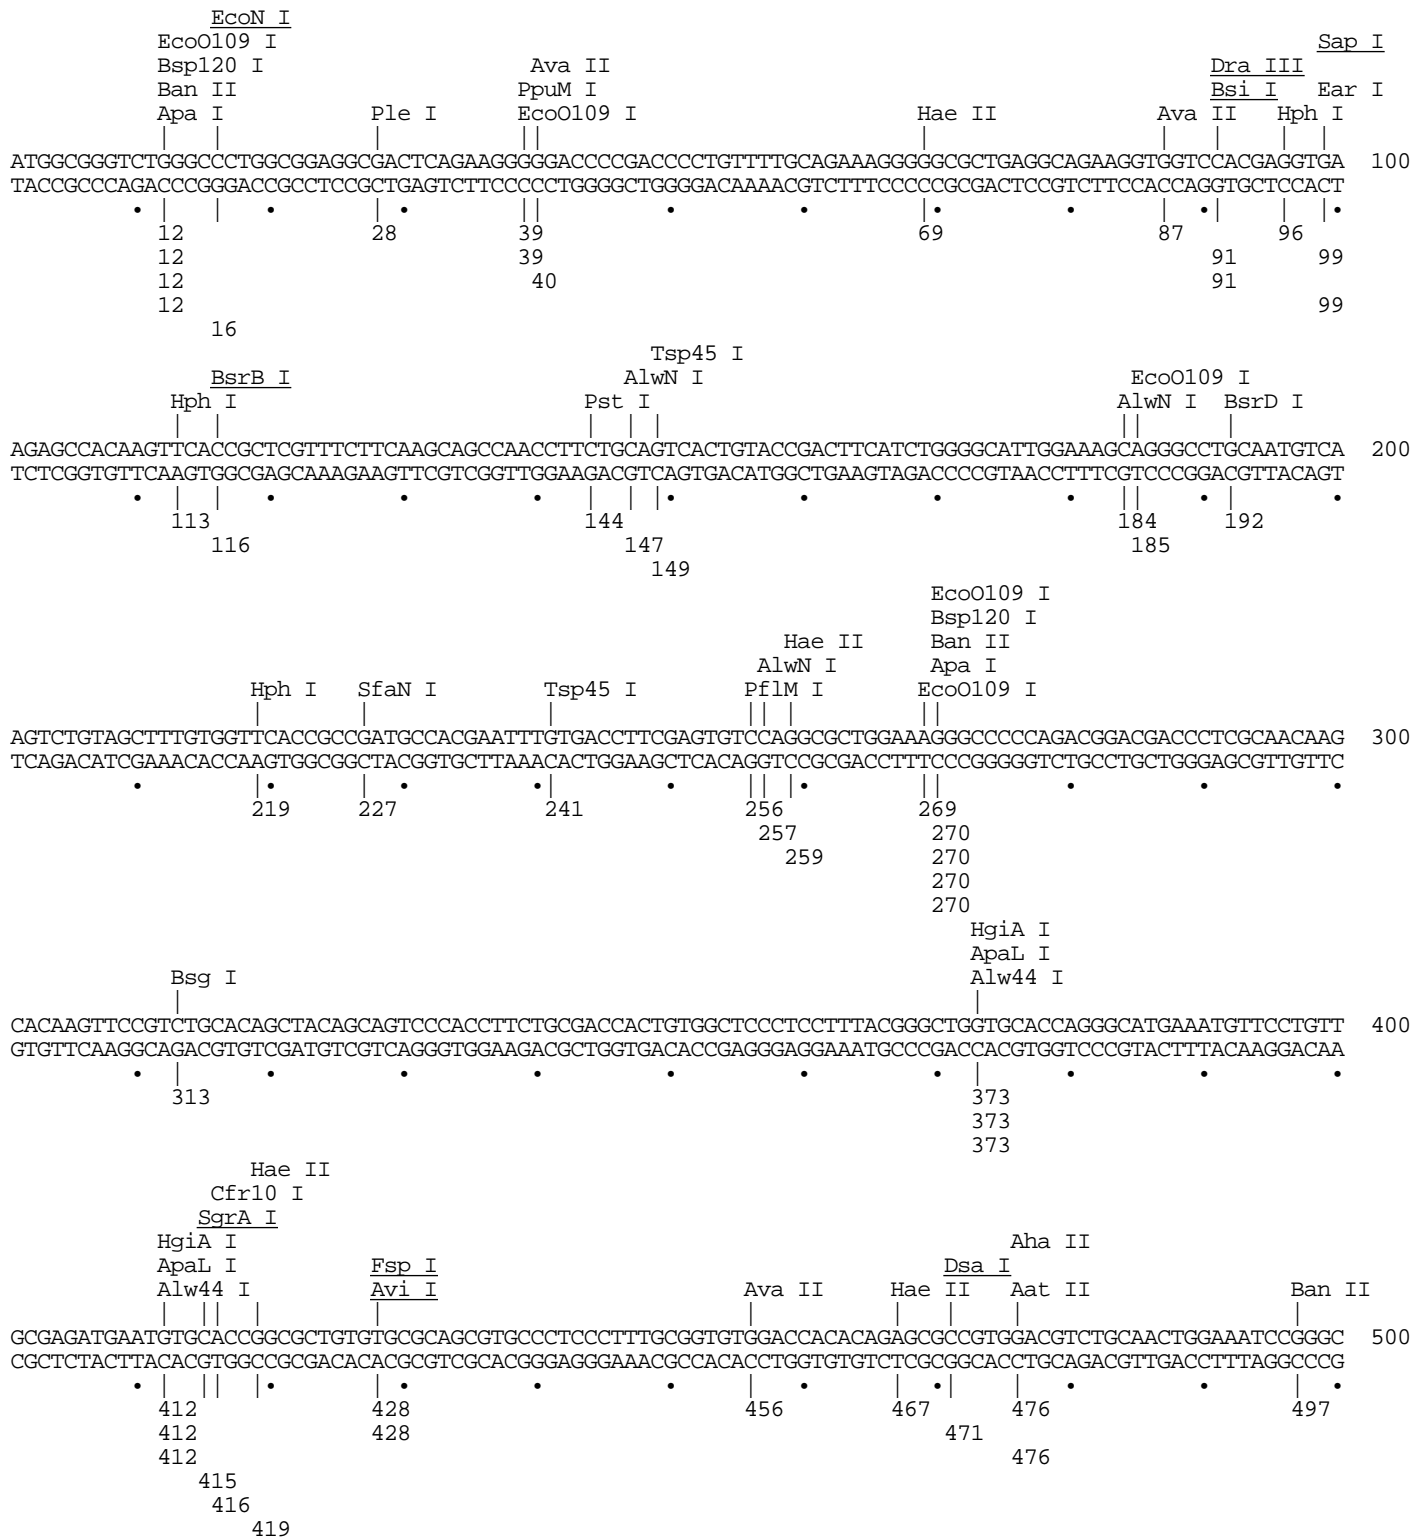 EcoN I
EcoO109 I
Bsp120 I Ava II Dra III Sap I
Ban II PpuM I Bsi I Ear I
Apa I Ple I EcoO109 I Hae II Ava II Hph I
ATGGCGGGTCTGGGCCCTGGCGGAGGCGACTCAGAAGGGGGACCCCGACCCCTGTTTTGCAGAAAGGGGGCGCTGAGGCAGAAGGTGGTCCACGAGGTGA 100
TACCGCCCAGACCCGGGACCGCCTCCGCTGAGTCTTCCCCCTGGGGCTGGGGACAAAACGTCTTTCCCCCGCGACTCCGTCTTCCACCAGGTGCTCCACT
12 28 39 69 87 96
12 39 91 99
12 40 91
12 99
16
Tsp45 I
BsrB I AlwN I EcoO109 I
Hph I Pst I AlwN I BsrD I
AGAGCCACAAGTTCACCGCTCGTTTCTTCAAGCAGCCAACCTTCTGCAGTCACTGTACCGACTTCATCTGGGGCATTGGAAAGCAGGGCCTGCAATGTCA 200
TCTCGGTGTTCAAGTGGCGAGCAAAGAAGTTCGTCGGTTGGAAGACGTCAGTGACATGGCTGAAGTAGACCCCGTAACCTTTCGTCCCGGACGTTACAGT
113 144 184 192
116 147 185
149
EcoO109 I
Bsp120 I
Hae II Ban II
AlwN I Apa I
Hph I SfaN I Tsp45 I PflM I EcoO109 I
AGTCTGTAGCTTTGTGGTTCACCGCCGATGCCACGAATTTGTGACCTTCGAGTGTCCAGGCGCTGGAAAGGGCCCCCAGACGGACGACCCTCGCAACAAG 300
TCAGACATCGAAACACCAAGTGGCGGCTACGGTGCTTAAACACTGGAAGCTCACAGGTCCGCGACCTTTCCCGGGGGTCTGCCTGCTGGGAGCGTTGTTC
219 227 241 256 269
257 270
259 270
270
270
HgiA I
ApaL I
Bsg I Alw44 I
CACAAGTTCCGTCTGCACAGCTACAGCAGTCCCACCTTCTGCGACCACTGTGGCTCCCTCCTTTACGGGCTGGTGCACCAGGGCATGAAATGTTCCTGTT 400
GTGTTCAAGGCAGACGTGTCGATGTCGTCAGGGTGGAAGACGCTGGTGACACCGAGGGAGGAAATGCCCGACCACGTGGTCCCGTACTTTACAAGGACAA
313 373
373
373
Hae II
Cfr10 I
SgrA I
HgiA I Aha II
ApaL I Fsp I Dsa I
Alw44 I Avi I Ava II Hae II Aat II Ban II
GCGAGATGAATGTGCACCGGCGCTGTGTGCGCAGCGTGCCCTCCCTTTGCGGTGTGGACCACACAGAGCGCCGTGGACGTCTGCAACTGGAAATCCGGGC 500
CGCTCTACTTACACGTGGCCGCGACACACGCGTCGCACGGGAGGGAAACGCCACACCTGGTGTGTCTCGCGGCACCTGCAGACGTTGACCTTTAGGCCCG
412 428 456 467 476 497
412 428 471
412 476
415
416
419